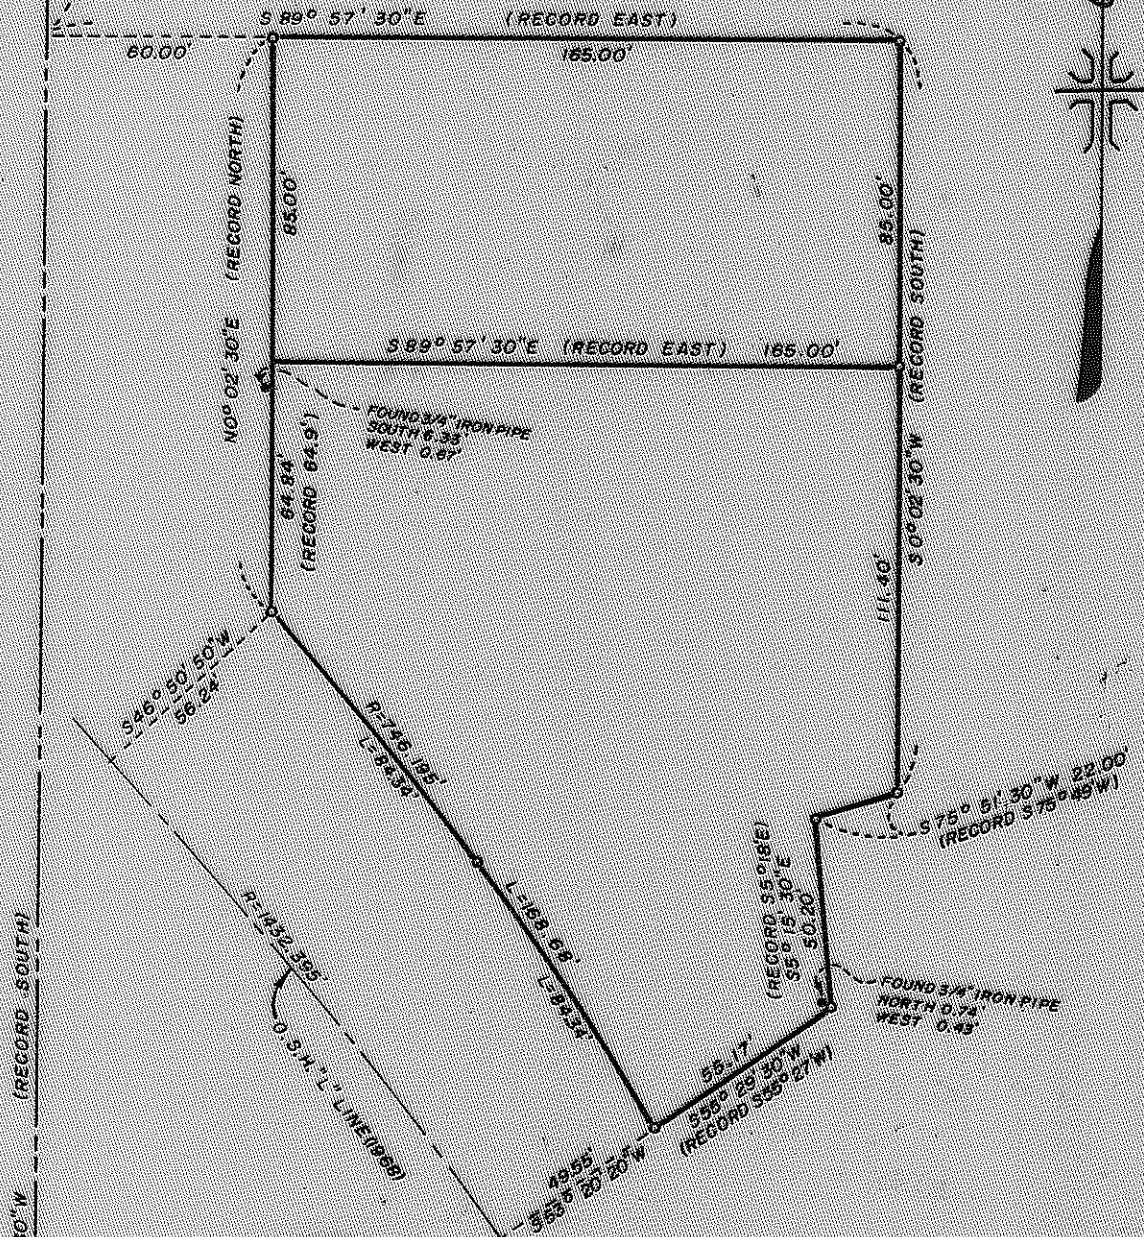 S 89° 57' 30"E (RECORD EAST)
60.00'
165.00'
(RECORD NORTH)
85.00'
85.00'
N0° 02' 30"E
S 89° 57' 30"E (RECORD EAST) 165.00'
(RECORD SOUTH)
S 0° 02' 30"W
FOUND 3/4" IRON PIPE
SOUTH 6.33'
WEST 0.67'
64.84'
(RECORD 64.9')
111.40'
S46° 50' 50"W
56.24'
R=746.195'
L=84.34'
S75° 51' 30"W 22.00'
(RECORD S75° 49'W)
(RECORD S5° 18'E)
S5° 15' 30"E
50.20'
L=168.68'
L=84.34'
R=1432.395'
O.S.H. "L" LINE (1968)
FOUND 3/4" IRON PIPE
NORTH 0.74'
WEST 0.43'
55.17'
S55° 29' 30"W
(RECORD S55° 27'W)
49.55'
S53° 20' 20"W
(RECORD SOUTH)
0"W